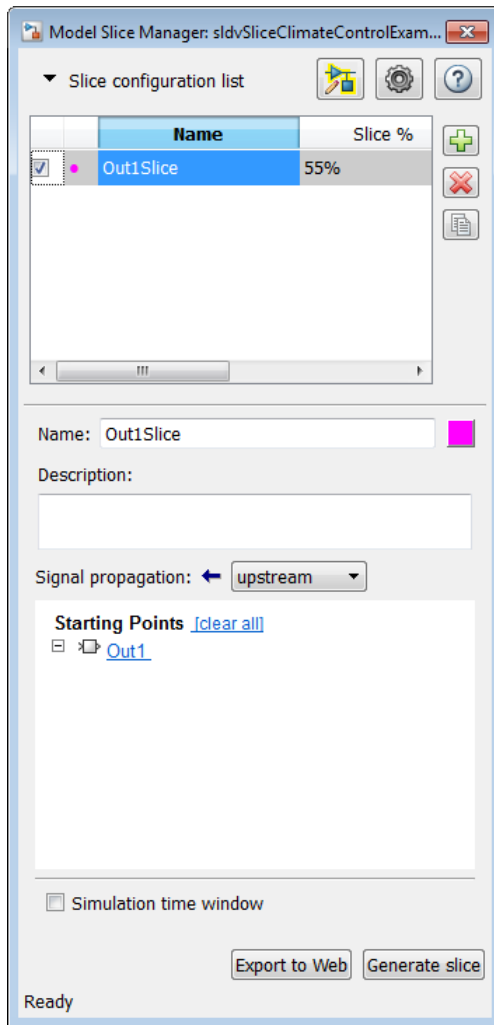 Model Slice Manager: sldvSliceClimateControlExam...
Slice configuration list
Name Slice %
Out1Slice 55%
Name: Out1Slice
Description:
Signal propagation: upstream
Starting Points [clear all]
Out1
Simulation time window
Export to Web Generate slice
Ready